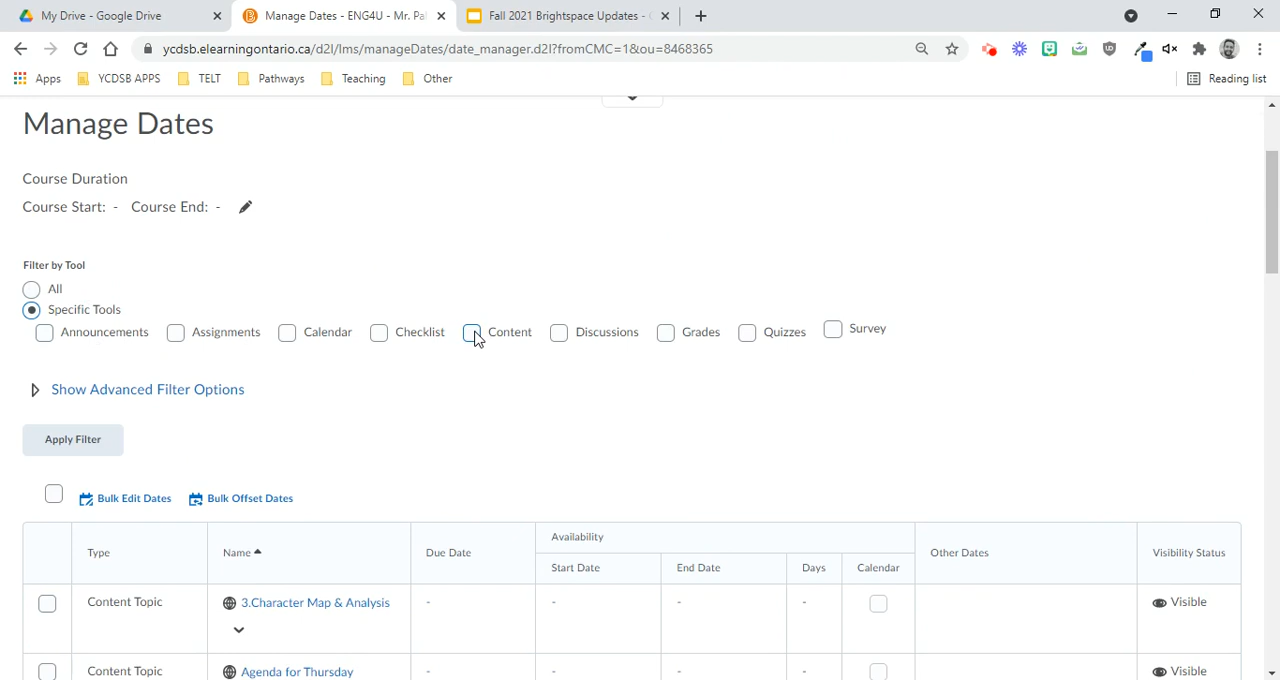 My Drive - Google Drive
Manage Dates - ENG4U - Mr. Pal
Fall 2021 Brightspace Updates -
ycdsb.elearningontario.ca/d2l/lms/manageDates/date_manager.d2l?fromCMC=1&ou=8468365
Apps YCDSB APPS TELT Pathways Teaching Other Reading list
Manage Dates
Course Duration
Course Start: - Course End: -
Filter by Tool
All
Specific Tools
Announcements Assignments Calendar Checklist Content Discussions Grades Quizzes Survey
Show Advanced Filter Options
Apply Filter
Bulk Edit Dates Bulk Offset Dates
Availability
Type Name Due Date Other Dates Visibility Status
Start Date End Date Days Calendar
Content Topic 3.Character Map & Analysis - - - - Visible
Content Topic Agenda for Thursday - - - - Visible